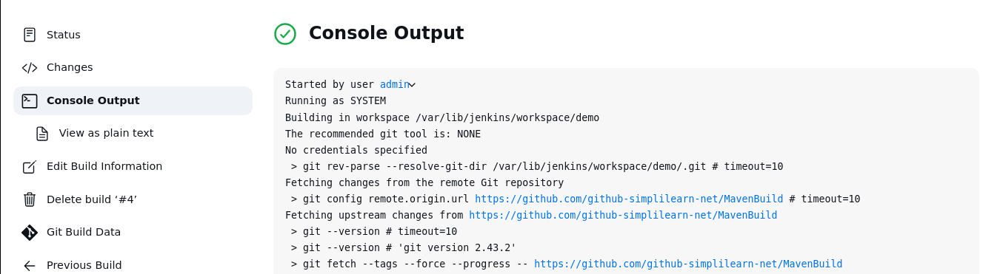 Status
Changes
Console Output
View as plain text
Edit Build Information
Delete build ‘#4’
Git Build Data
Previous Build
Console Output
Started by user admin
Running as SYSTEM
Building in workspace /var/lib/jenkins/workspace/demo
The recommended git tool is: NONE
No credentials specified
 > git rev-parse --resolve-git-dir /var/lib/jenkins/workspace/demo/.git # timeout=10
Fetching changes from the remote Git repository
 > git config remote.origin.url https://github.com/github-simplilearn-net/MavenBuild # timeout=10
Fetching upstream changes from https://github.com/github-simplilearn-net/MavenBuild
 > git --version # timeout=10
 > git --version # 'git version 2.43.2'
 > git fetch --tags --force --progress -- https://github.com/github-simplilearn-net/MavenBuild